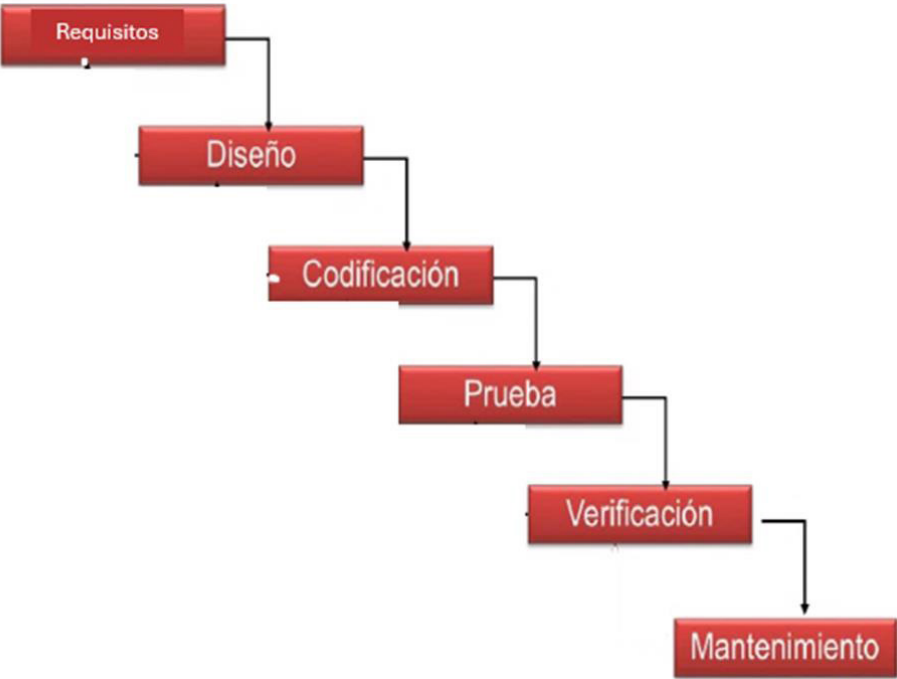 Requisitos
Diseño
Codificación
Prueba
Verificación
Mantenimiento